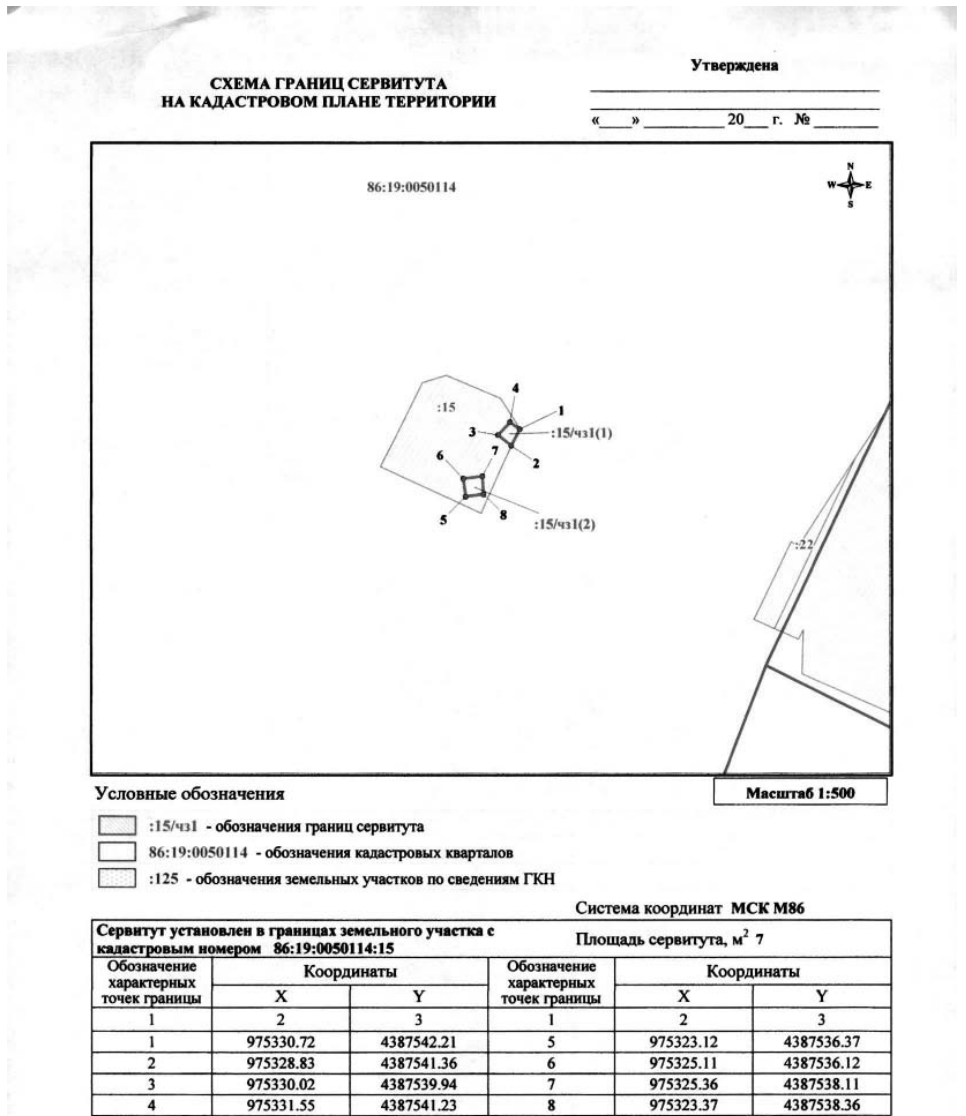 Утверждена
СХЕМА ГРАНИЦ СЕРВИТУТА
НА КАДАСТРОВОМ ПЛАНЕ ТЕРРИТОРИИ
«____» __________ 20___ г. № ________
86:19:0050114
N
W E
S
4
:15
1
3
:15/чз1(1)
7
2
6
5
8
:15/чз1(2)
:22
Условные обозначения
Масштаб 1:500
:15/чз1 - обозначения границ сервитута
86:19:0050114 - обозначения кадастровых кварталов
:125 - обозначения земельных участков по сведениям ГКН
Система координат МСК М86
Сервитут установлен в границах земельного участка с
кадастровым номером 86:19:0050114:15
Площадь сервитута, м² 7
Обозначение характерных точек границы Координаты Обозначение характерных точек границы Координаты
X Y X Y
1 2 3 1 2 3
1 975330.72 4387542.21 5 975323.12 4387536.37
2 975328.83 4387541.36 6 975325.11 4387536.12
3 975330.02 4387539.94 7 975325.36 4387538.11
4 975331.55 4387541.23 8 975323.37 4387538.36